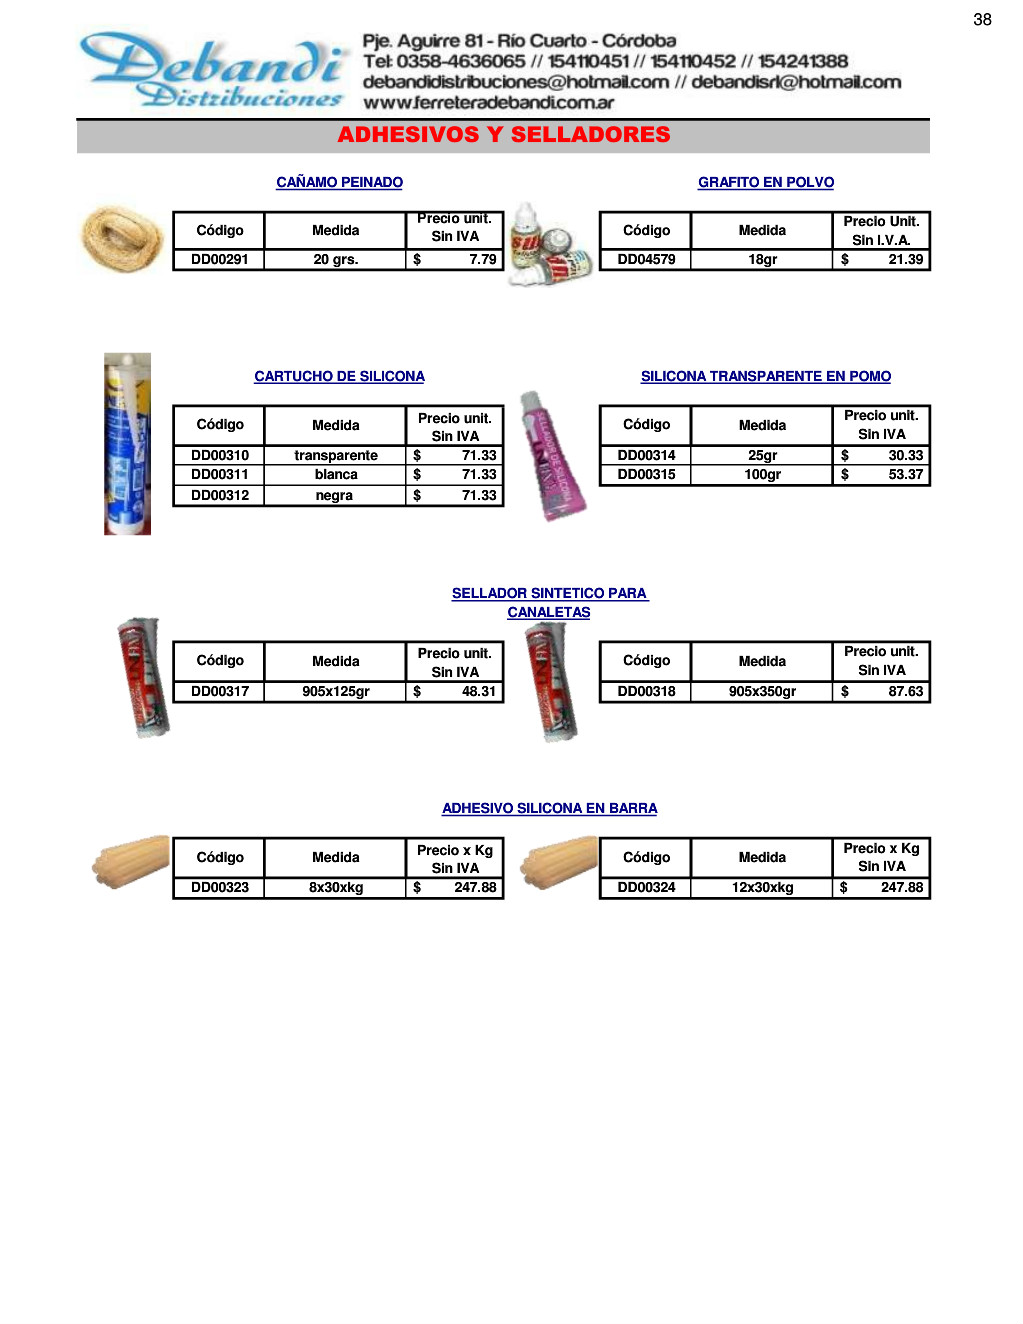 38
Debandi
Distribuciones
Pje. Aguirre 81 - Río Cuarto - Córdoba
Tel: 0358-4636065 // 154110451 // 154110452 // 154241388
debandidistribuciones@hotmail.com // debandisrl@hotmail.com
www.ferreteradebandi.com.ar
ADHESIVOS Y SELLADORES
CAÑAMO PEINADO
Código Medida Precio unit. Sin IVA
DD00291 20 grs. $ 7.79
GRAFITO EN POLVO
Código Medida Precio Unit. Sin I.V.A.
DD04579 18gr $ 21.39
CARTUCHO DE SILICONA
Código Medida Precio unit. Sin IVA
DD00310 transparente $ 71.33
DD00311 blanca $ 71.33
DD00312 negra $ 71.33
SILICONA TRANSPARENTE EN POMO
SELLADOR DE SILICONA
Código Medida Precio unit. Sin IVA
DD00314 25gr $ 30.33
DD00315 100gr $ 53.37
SELLADOR SINTETICO PARA
CANALETAS
Código Medida Precio unit. Sin IVA
DD00317 905x125gr $ 48.31
Código Medida Precio unit. Sin IVA
DD00318 905x350gr $ 87.63
ADHESIVO SILICONA EN BARRA
Código Medida Precio x Kg Sin IVA
DD00323 8x30xkg $ 247.88
Código Medida Precio x Kg Sin IVA
DD00324 12x30xkg $ 247.88